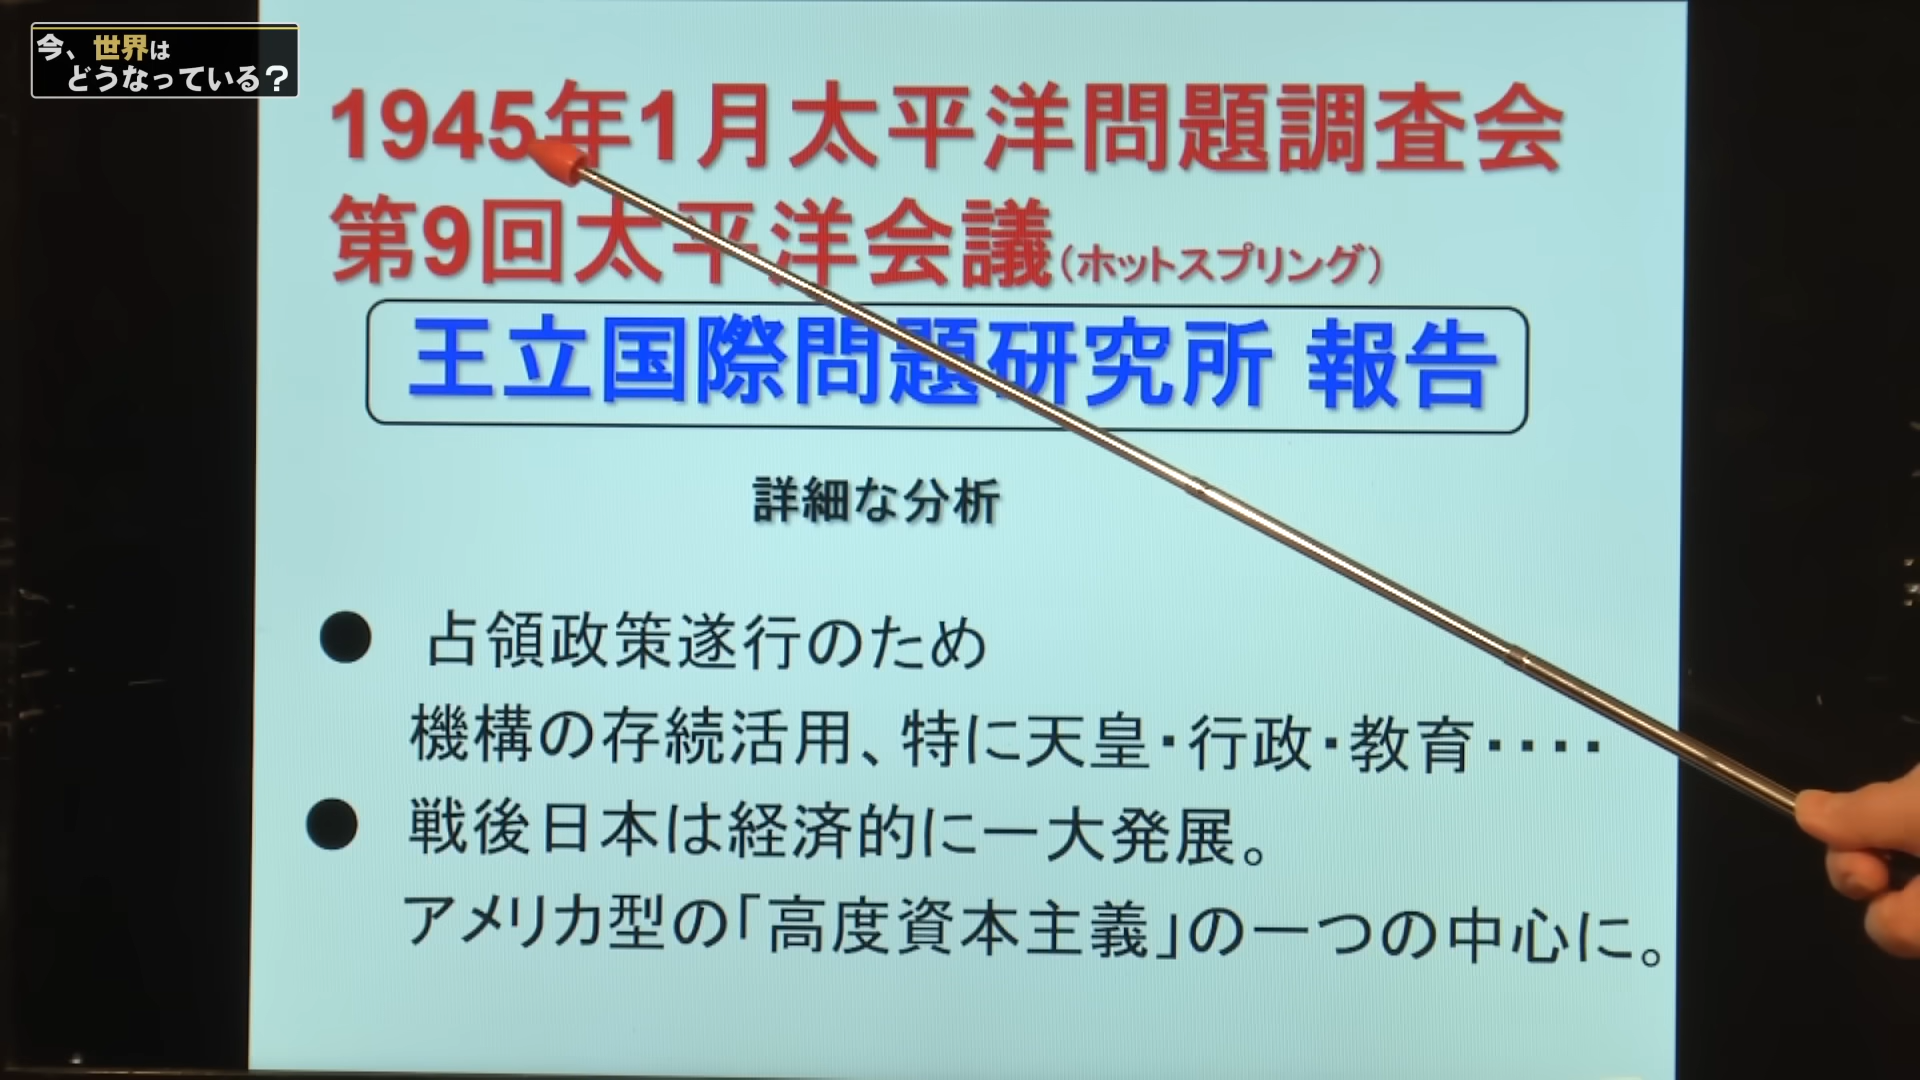 今、世界は
どうなっている？
1945年1月太平洋問題調査会
第9回太平洋会議(ホットスプリング)
王立国際問題研究所 報告
詳細な分析
● 占領政策遂行のため
機構の存続活用、特に天皇・行政・教育・・・・
● 戦後日本は経済的に一大発展。
アメリカ型の「高度資本主義」の一つの中心に。